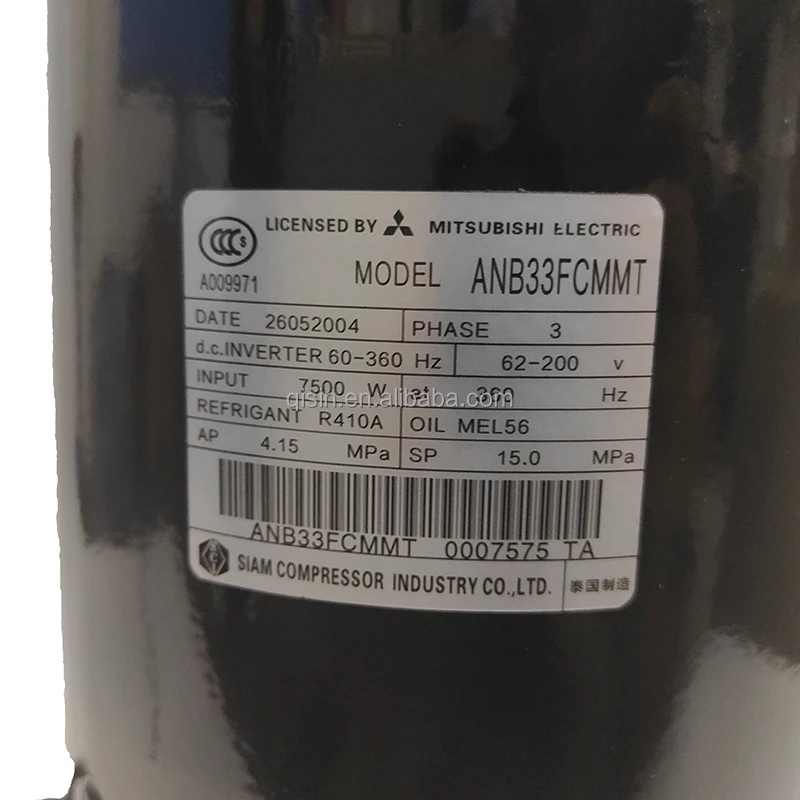 LICENSED BY MITSUBISHI ELECTRIC
CCC S
A009971
MODEL ANB33FCMMT
DATE 26052004 PHASE 3
d.c.INVERTER 60-360 Hz 62-200 v
INPUT 7500 W at 360 Hz
qisin.en.alibaba.com
REFRIGANT R410A OIL MEL56
AP 4.15 MPa SP 15.0 MPa
ANB33FCMMT 0007575 TA
SIAM COMPRESSOR INDUSTRY CO.,LTD. 泰国制造